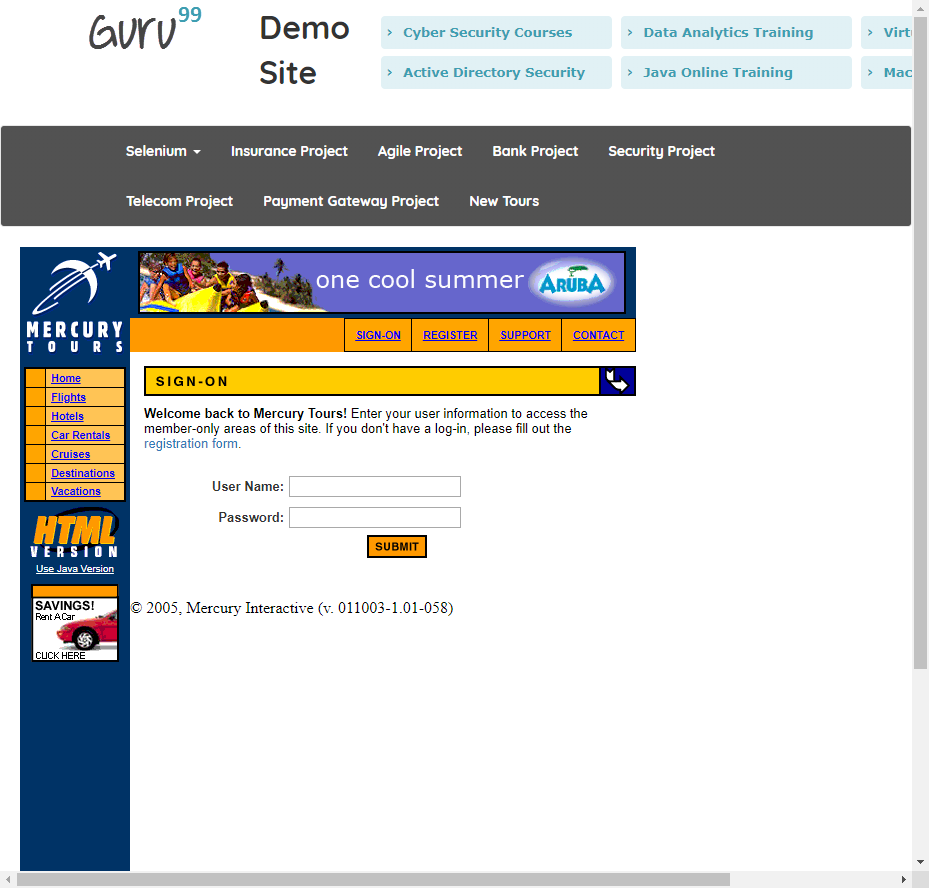 Guru99
Demo
Site
› Cyber Security Courses
› Data Analytics Training
› Virt
› Active Directory Security
› Java Online Training
› Mac
Selenium
Insurance Project
Agile Project
Bank Project
Security Project
Telecom Project
Payment Gateway Project
New Tours
MERCURY
TOURS
one cool summer
ARUBA
SIGN-ON
REGISTER
SUPPORT
CONTACT
Home
Flights
Hotels
Car Rentals
Cruises
Destinations
Vacations
HTML
VERSION
Use Java Version
SAVINGS!
Rent A Car
CLICK HERE
SIGN-ON
Welcome back to Mercury Tours! Enter your user information to access the
member-only areas of this site. If you don't have a log-in, please fill out the
registration form.
User Name:
Password:
SUBMIT
© 2005, Mercury Interactive (v. 011003-1.01-058)